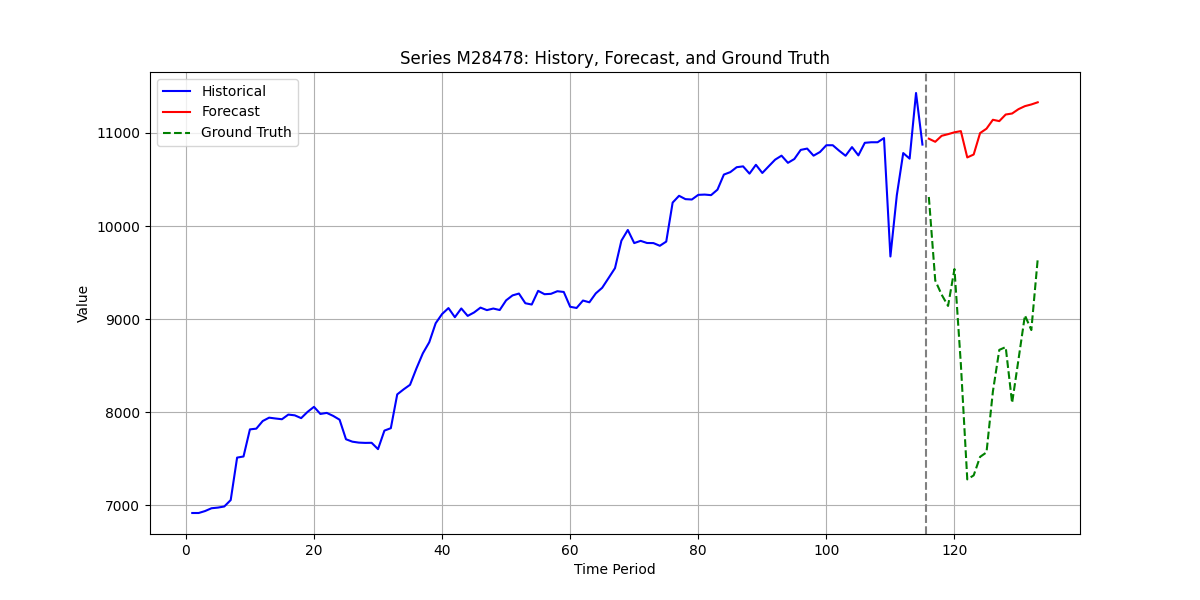 Series M28478: History, Forecast, and Ground Truth
Historical
Forecast
Ground Truth
Value
11000
10000
9000
8000
7000
0 20 40 60 80 100 120
Time Period